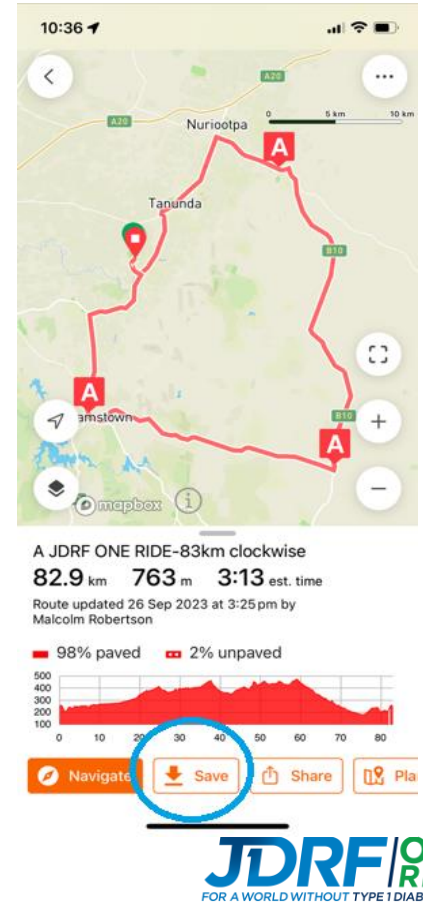 10:36
A20
A20
5 km
10 km
0
Nuriootpa
A
Tanunda
B10
A
amstown
B10
A
mapbox
A JDRF ONE RIDE-83km clockwise
82.9 km 763 m 3:13 est. time
Route updated 26 Sep 2023 at 3:25 pm by
Malcolm Robertson
98% paved 2% unpaved
500
400
300
200
100
0 10 20 30 40 50 60 70 80
Navigate Save Share Pla
JDRF O
R
FOR A WORLD WITHOUT TYPE 1 DIAB